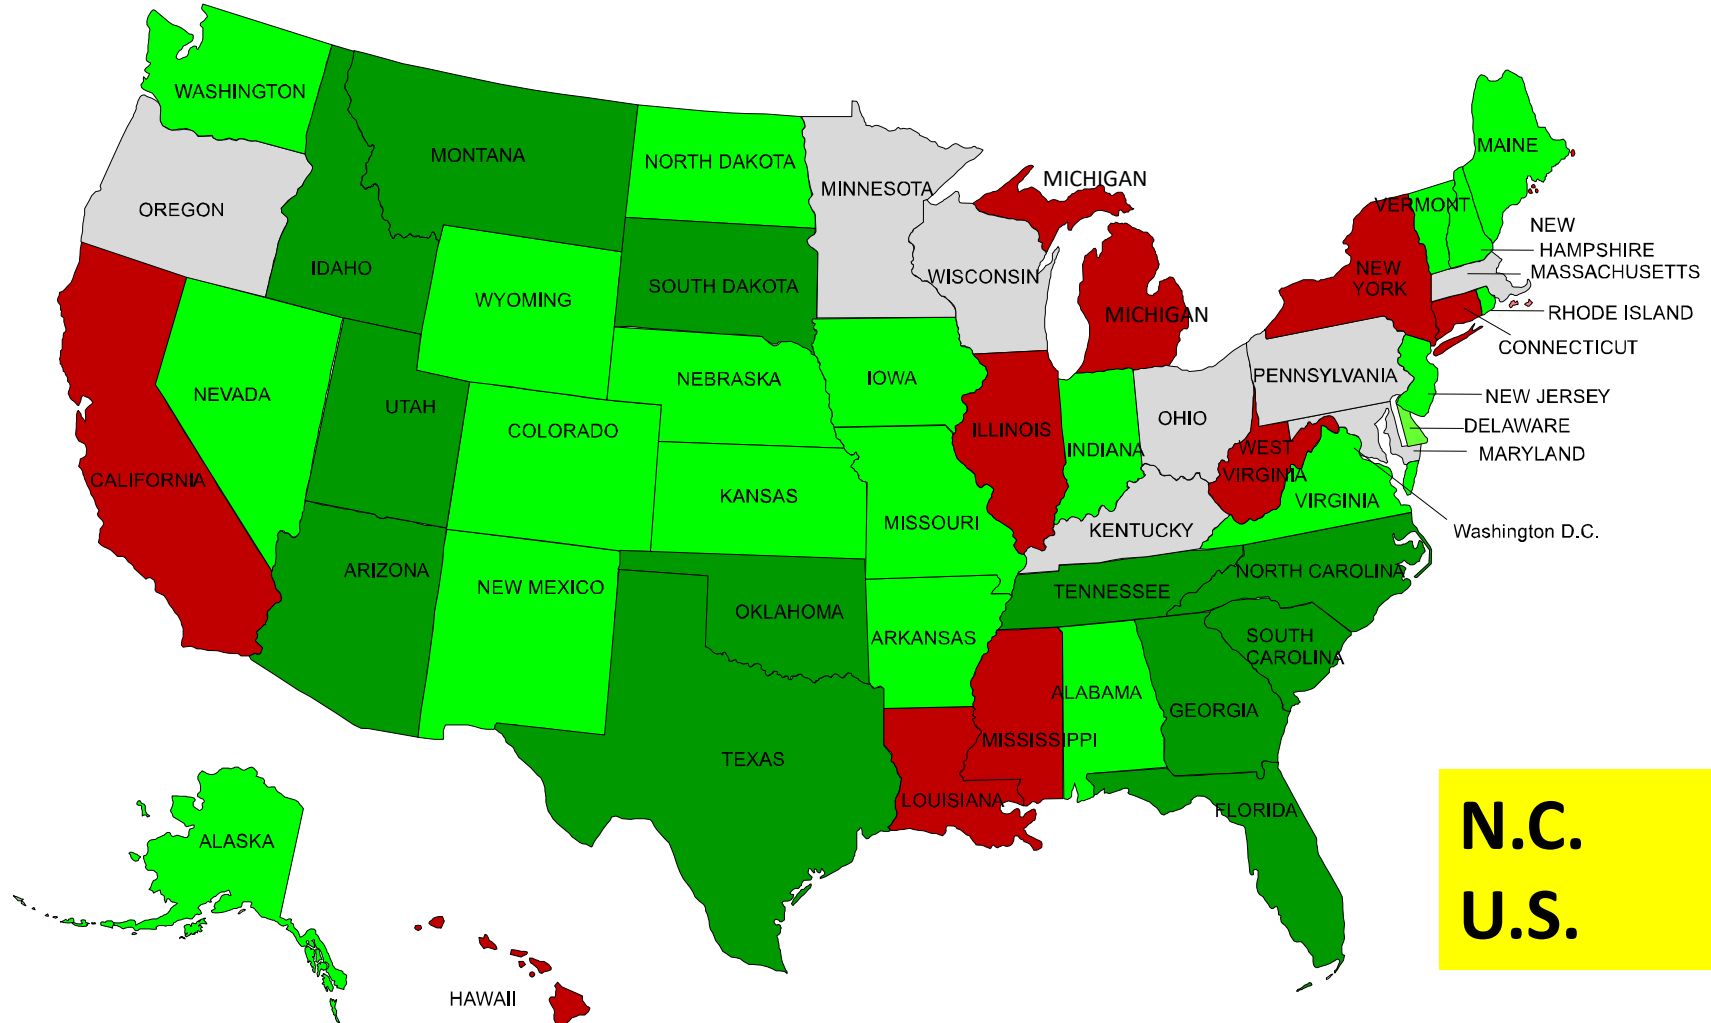 WASHINGTON
MONTANA
NORTH DAKOTA
MINNESOTA
MICHIGAN
MAINE
VERMONT
OREGON
NEW
HAMPSHIRE
IDAHO
WYOMING
SOUTH DAKOTA
WISCONSIN
MASSACHUSETTS
NEW
YORK
MICHIGAN
RHODE ISLAND
CONNECTICUT
NEVADA
UTAH
NEBRASKA
IOWA
PENNSYLVANIA
NEW JERSEY
COLORADO
ILLINOIS
OHIO
DELAWARE
INDIANA
WEST
VIRGINIA
MARYLAND
CALIFORNIA
KANSAS
MISSOURI
KENTUCKY
VIRGINIA
Washington D.C.
ARIZONA
NEW MEXICO
OKLAHOMA
TENNESSEE
NORTH CAROLINA
ARKANSAS
SOUTH
CAROLINA
ALABAMA
GEORGIA
TEXAS
MISSISSIPPI
LOUISIANA
FLORIDA
ALASKA
HAWAII
N.C.
U.S.